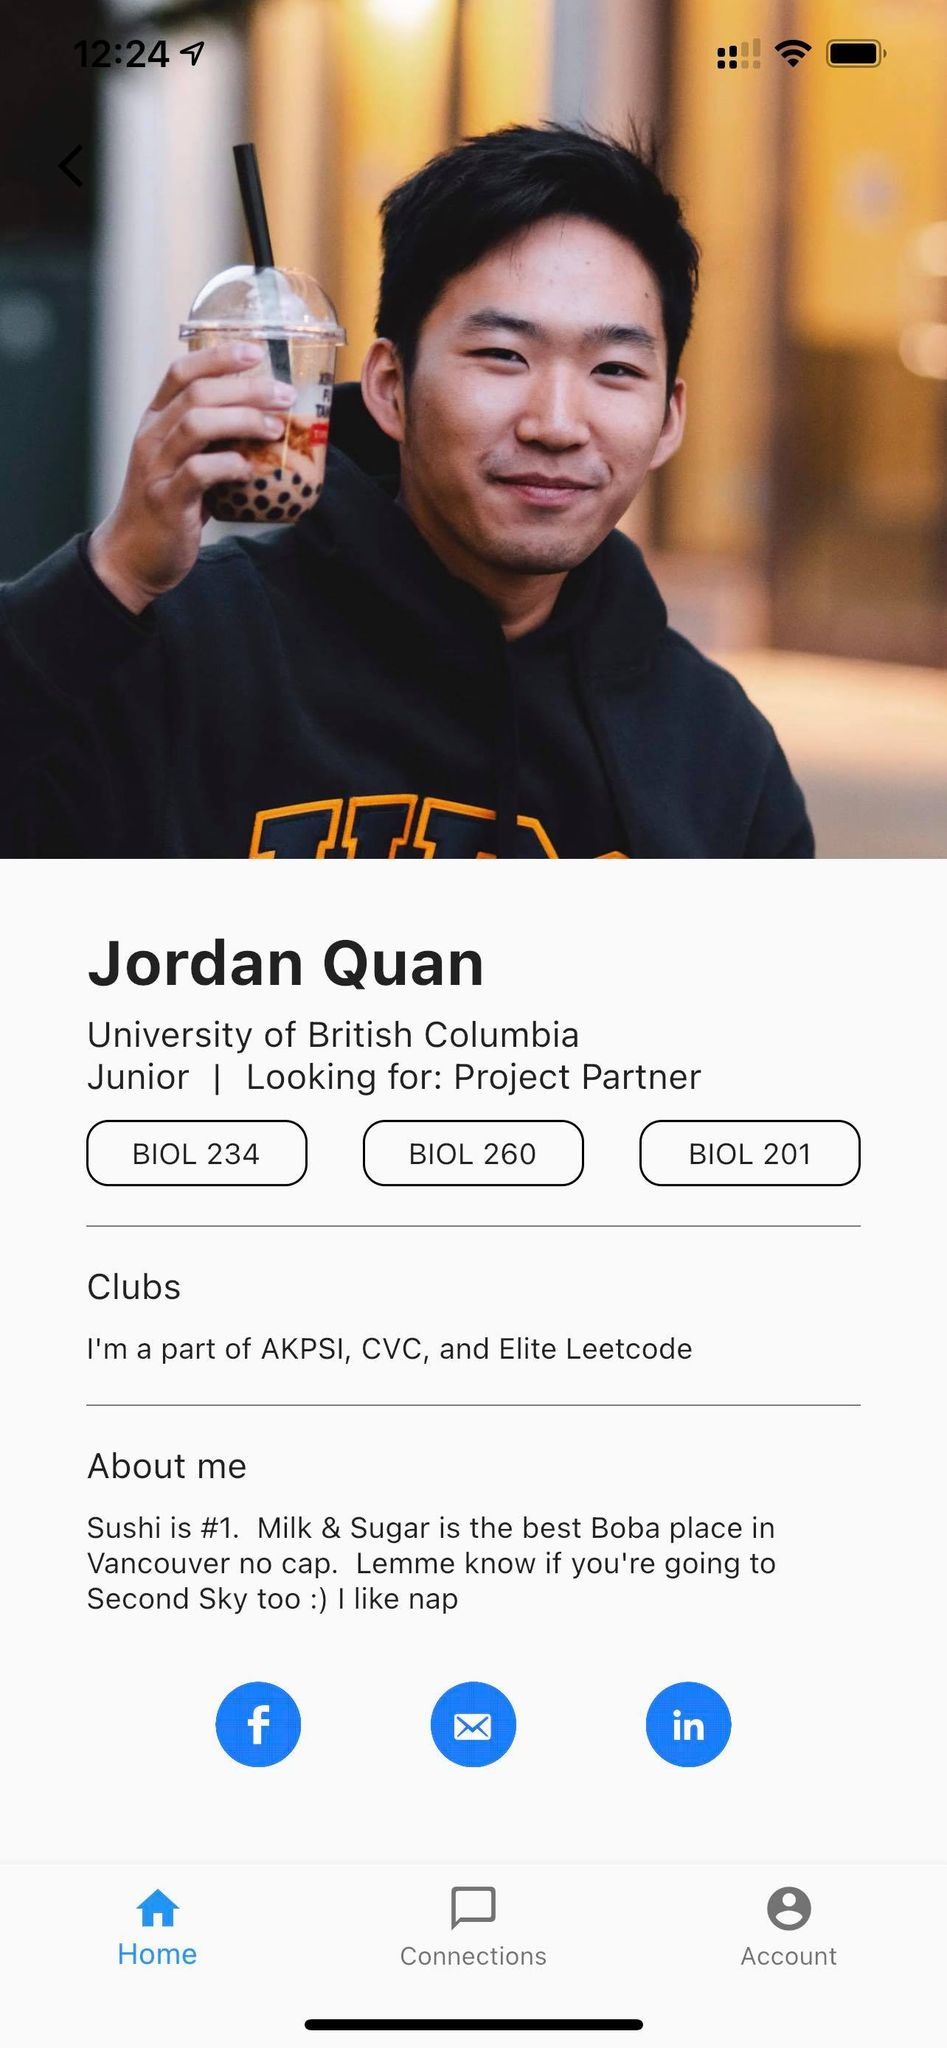 12:24
Jordan Quan
University of British Columbia
Junior | Looking for: Project Partner
BIOL 234 BIOL 260 BIOL 201
Clubs
I'm a part of AKPSI, CVC, and Elite Leetcode
About me
Sushi is #1.  Milk & Sugar is the best Boba place in
Vancouver no cap.  Lemme know if you're going to
Second Sky too :) I like nap
f in
Home Connections Account